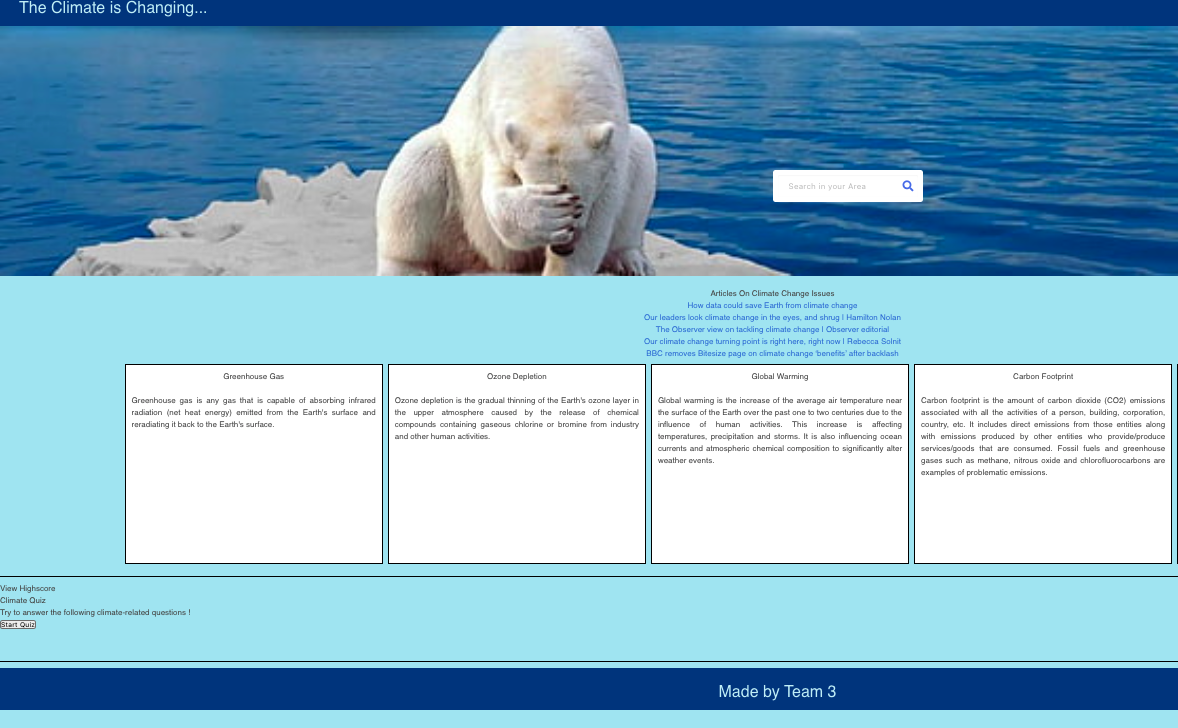 The Climate is Changing...
Search in your Area
Articles On Climate Change Issues
How data could save Earth from climate change
Our leaders look climate change in the eyes, and shrug | Hamilton Nolan
The Observer view on tackling climate change | Observer editorial
Our climate change turning point is right here, right now | Rebecca Solnit
BBC removes Bitesize page on climate change 'benefits' after backlash
Greenhouse Gas
Greenhouse gas is any gas that is capable of absorbing infrared
radiation (net heat energy) emitted from the Earth's surface and
reradiating it back to the Earth's surface.
Ozone Depletion
Ozone depletion is the gradual thinning of the Earth's ozone layer in
the upper atmosphere caused by the release of chemical
compounds containing gaseous chlorine or bromine from industry
and other human activities.
Global Warming
Global warming is the increase of the average air temperature near
the surface of the Earth over the past one to two centuries due to the
influence of human activities. This increase is affecting
temperatures, precipitation and storms. It is also influencing ocean
currents and atmospheric chemical composition to significantly alter
weather events.
Carbon Footprint
Carbon footprint is the amount of carbon dioxide (CO2) emissions
associated with all the activities of a person, building, corporation,
country, etc. It includes direct emissions from those entities along
with emissions produced by other entities who provide/produce
services/goods that are consumed. Fossil fuels and greenhouse
gases such as methane, nitrous oxide and chlorofluorocarbons are
examples of problematic emissions.
View Highscore
Climate Quiz
Try to answer the following climate-related questions !
Start Quiz
Made by Team 3